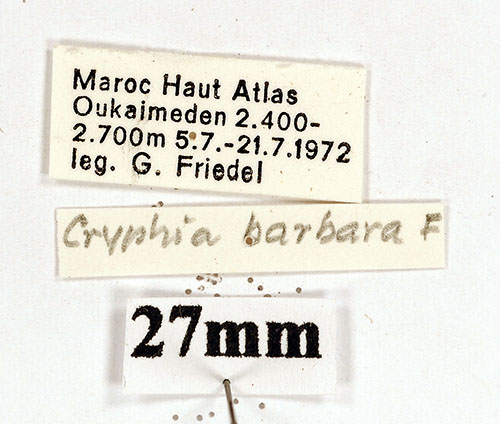 Maroc Haut Atlas
Oukaimeden 2.400-
2.700m 5.7.-21.7.1972
leg. G. Friedel
Cryphia barbara F
27mm